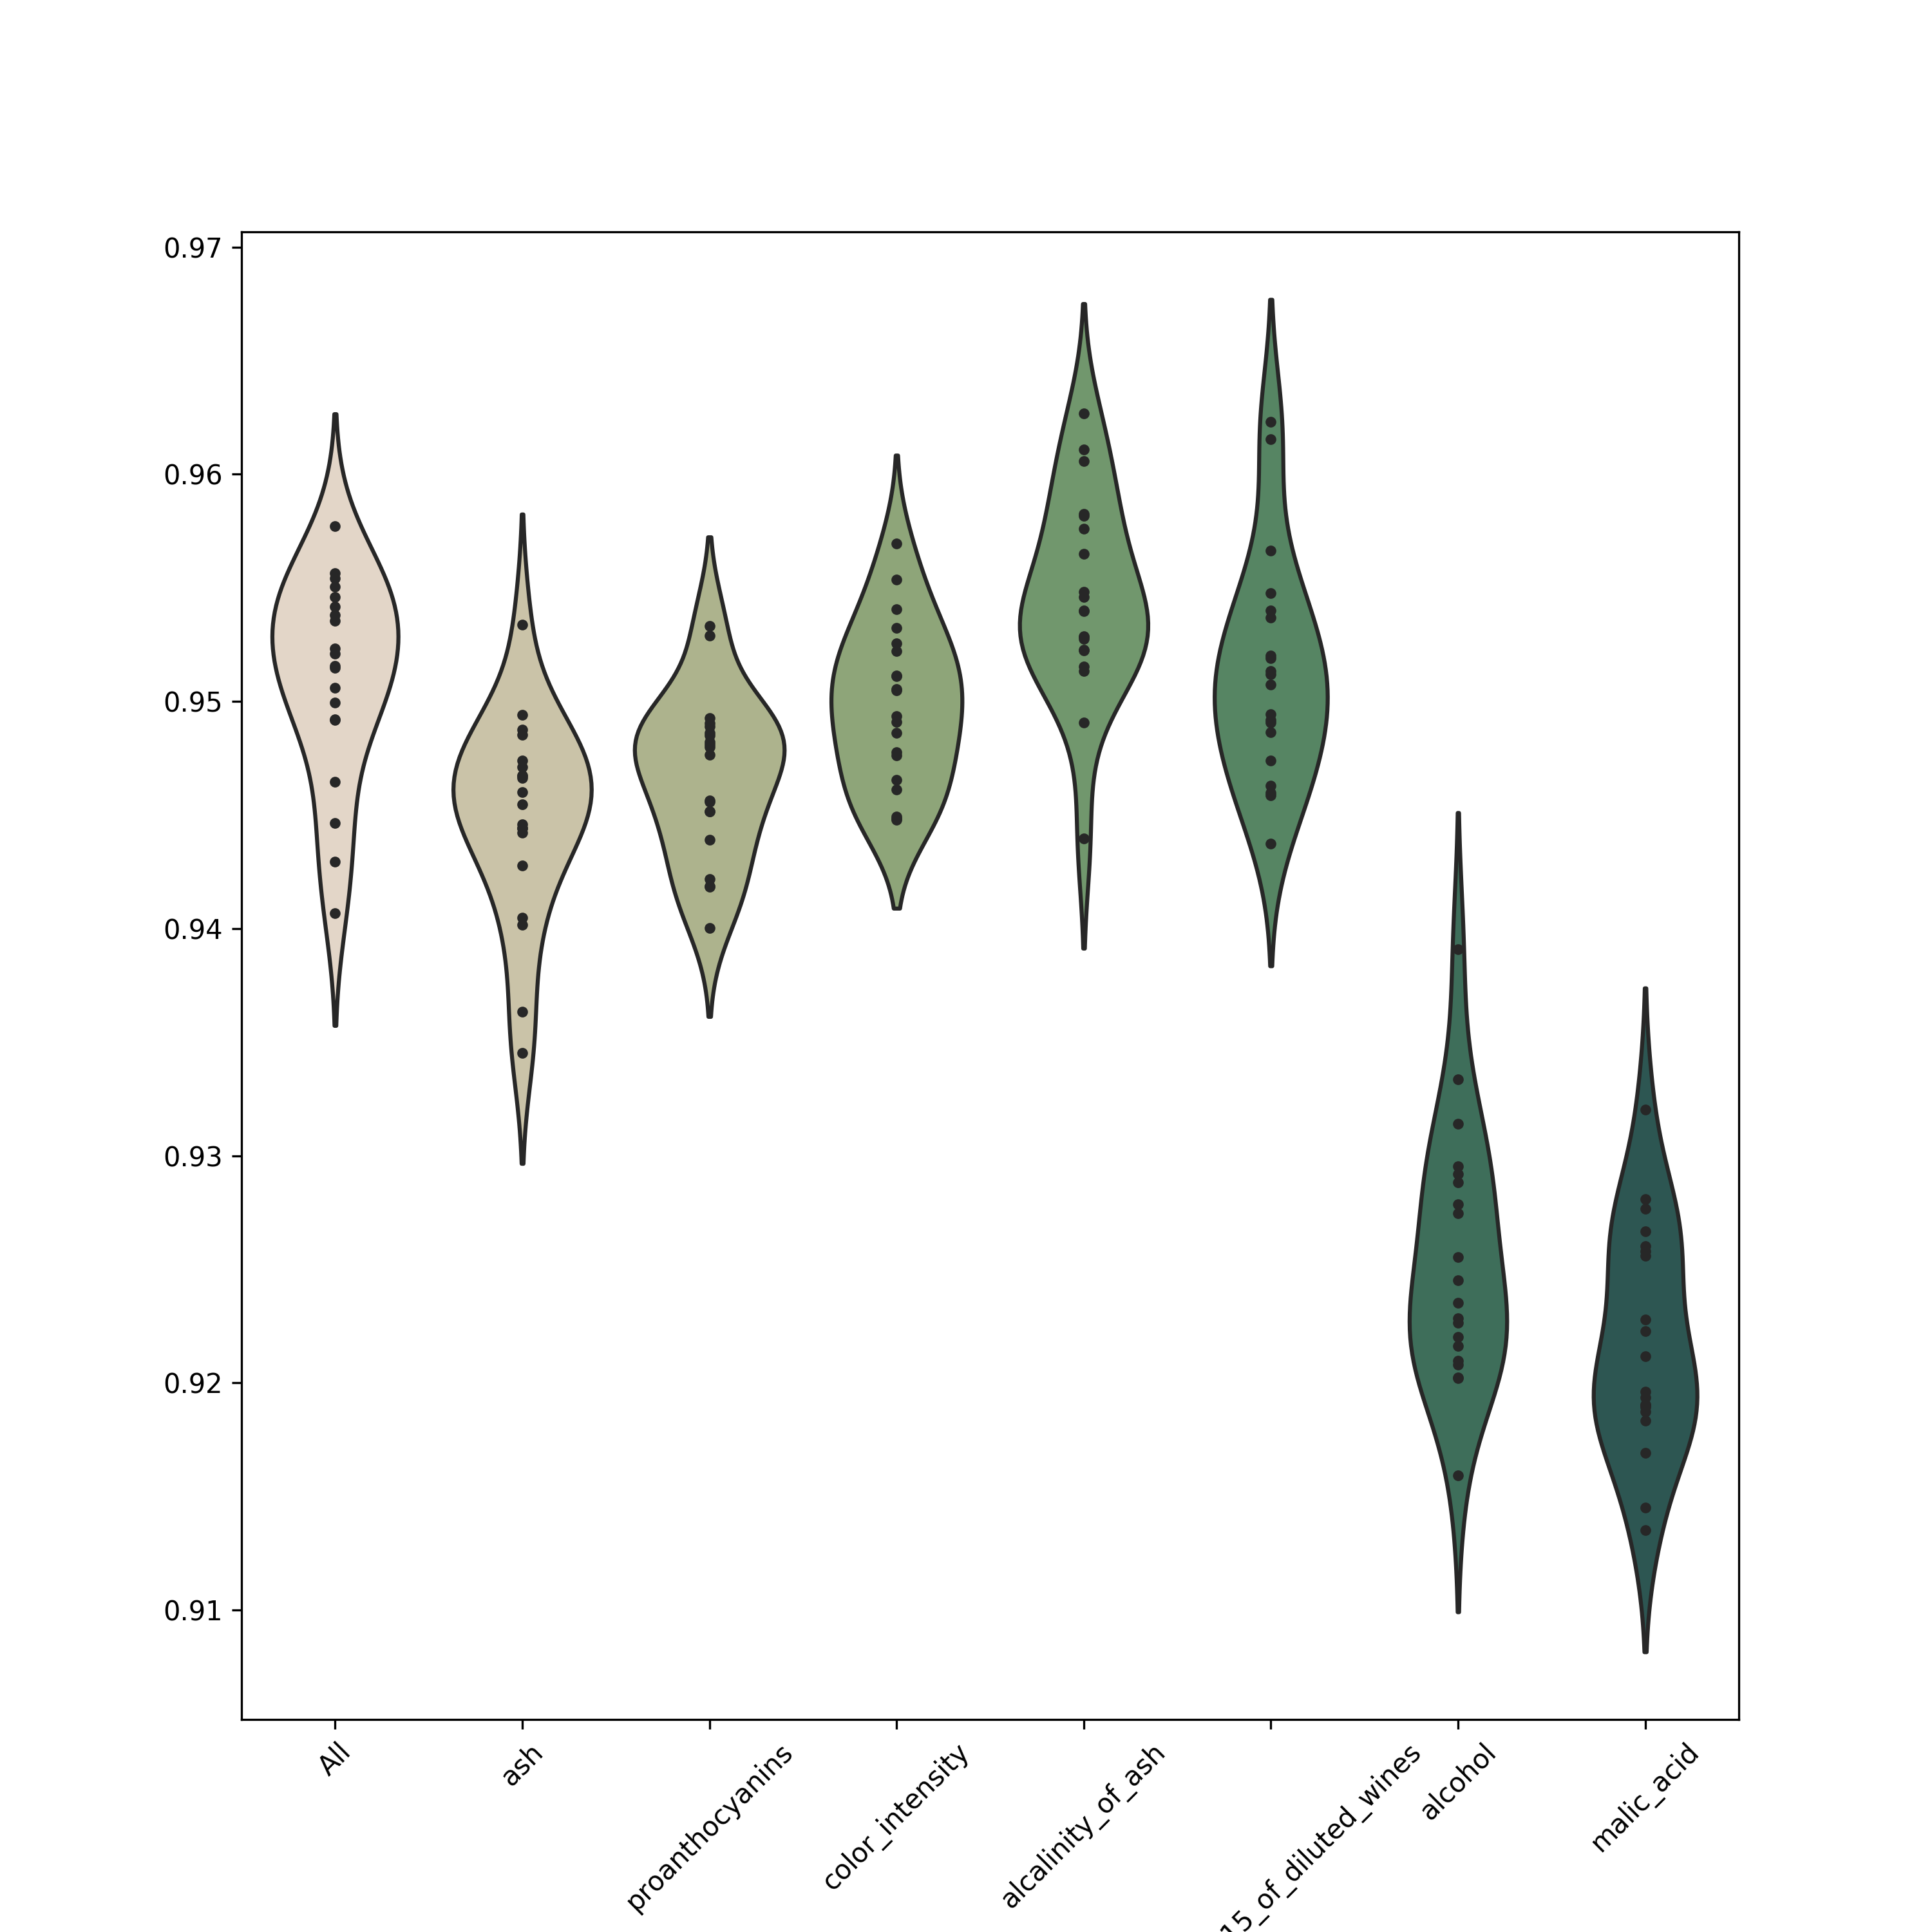 0.97
0.96
0.95
0.94
0.93
0.92
0.91
All
ash
proanthocyanins
color_intensity
alcalinity_of_ash
15_of_diluted_wines
alcohol
malic_acid